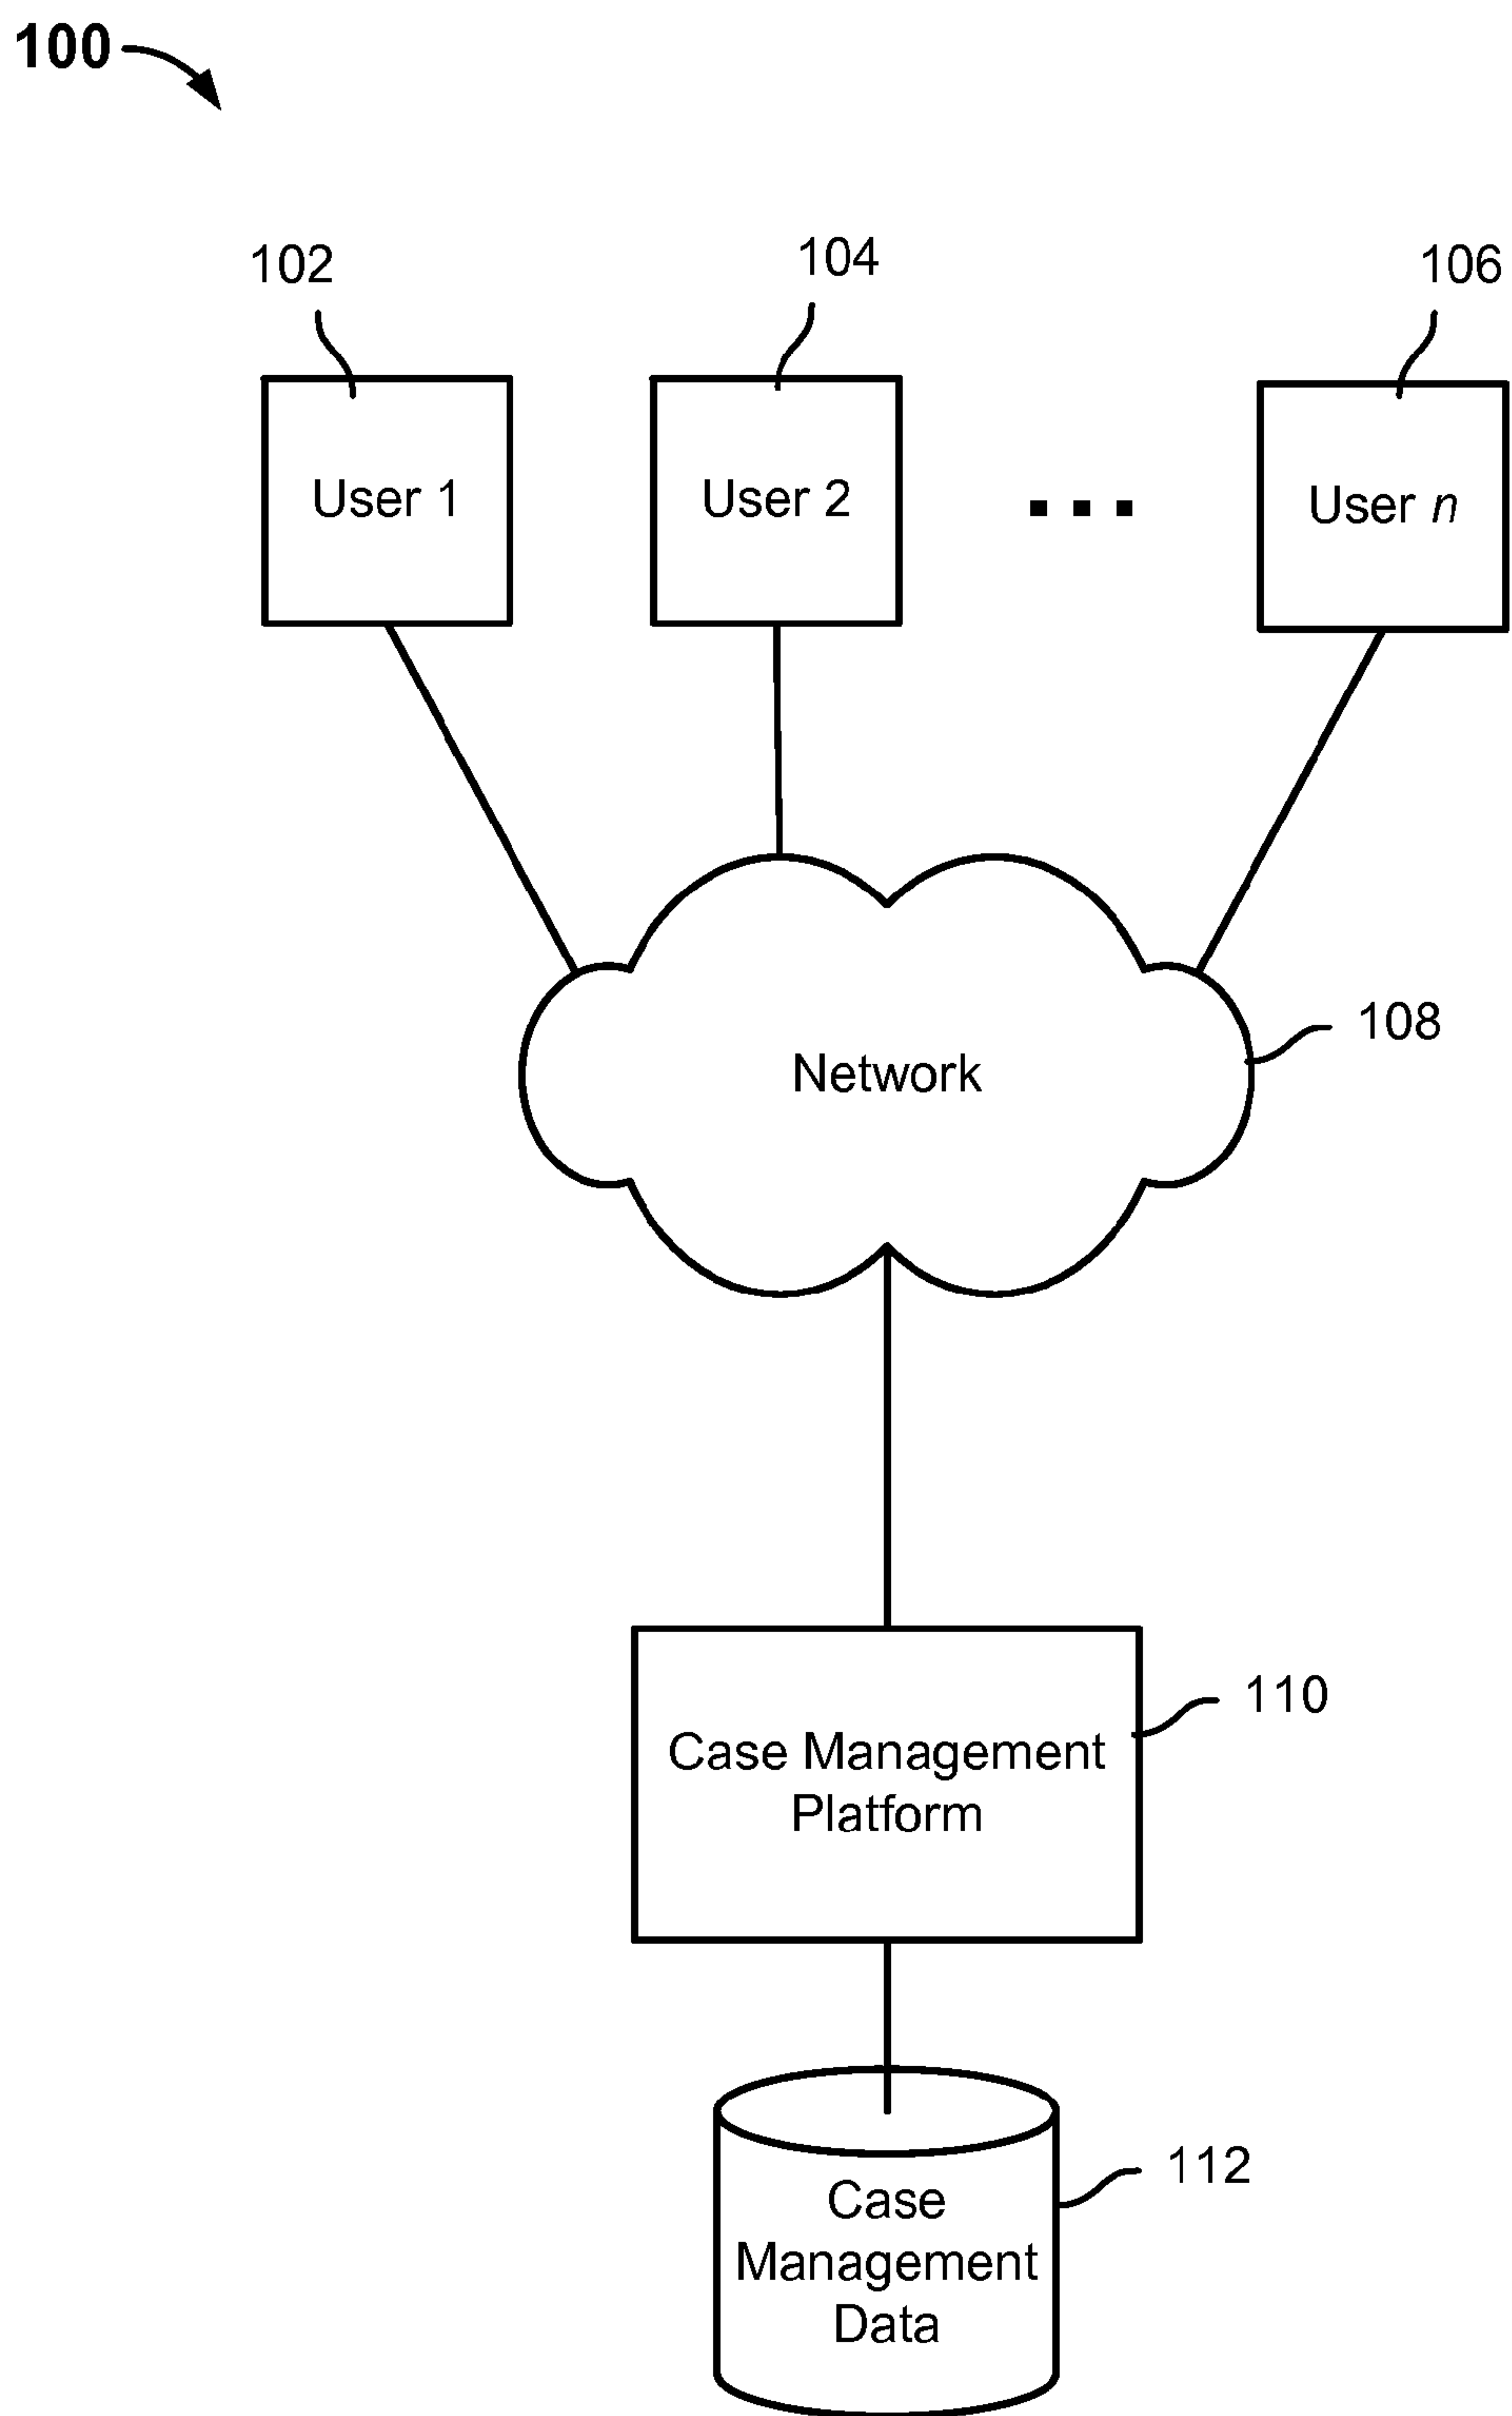 100
102
104
106
User 1
User 2
...
User n
Network
108
110
Case Management
Platform
112
Case
Management
Data